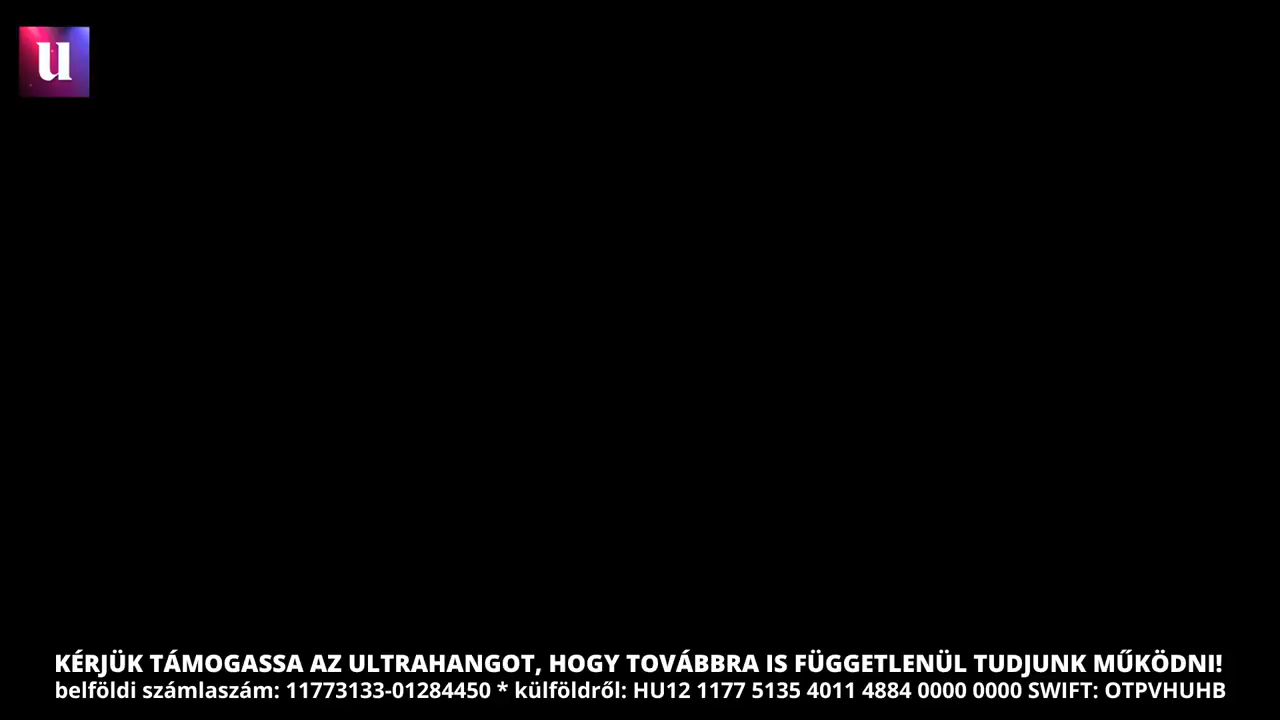 u
KÉRJÜK TÁMOGASSA AZ ULTRAHANGOT, HOGY TOVÁBBRA IS FÜGGETLENÜL TUDJUNK MŰKÖDNI!
belföldi számlaszám: 11773133-01284450 * külföldről: HU12 1177 5135 4011 4884 0000 0000 SWIFT: OTPVHUHB